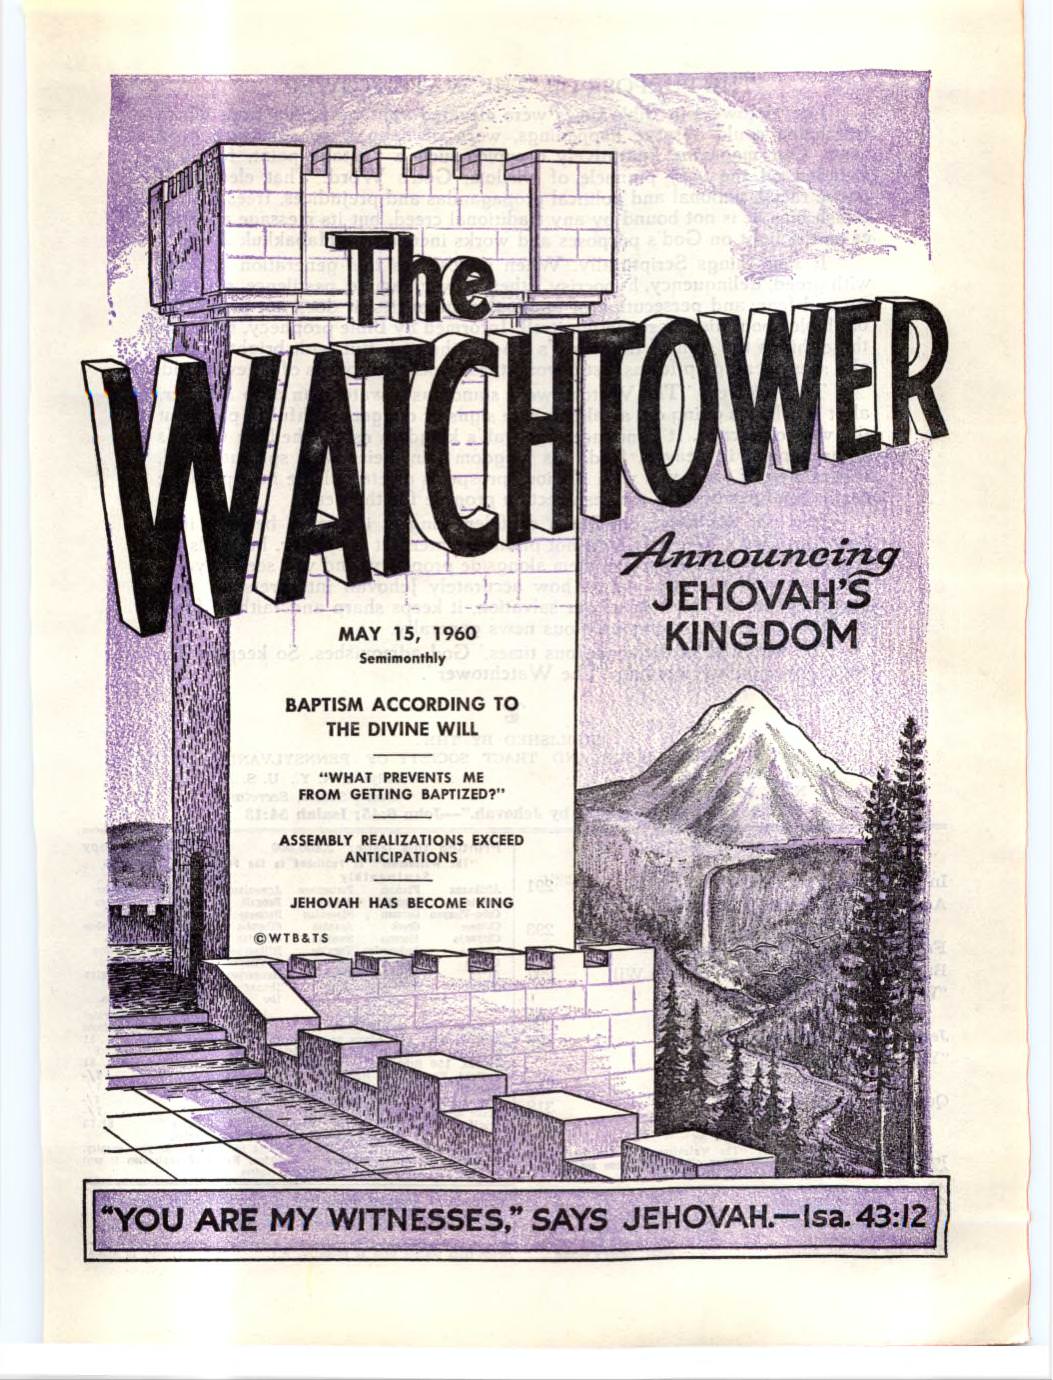 The
WATCHTOWER
Announcing
JEHOVAH'S
KINGDOM
MAY 15, 1960
Semimonthly
BAPTISM ACCORDING TO
THE DIVINE WILL
"WHAT PREVENTS ME
FROM GETTING BAPTIZED?"
ASSEMBLY REALIZATIONS EXCEED
ANTICIPATIONS
JEHOVAH HAS BECOME KING
©WTB&TS
"YOU ARE MY WITNESSES," SAYS JEHOVAH.—Isa. 43:12